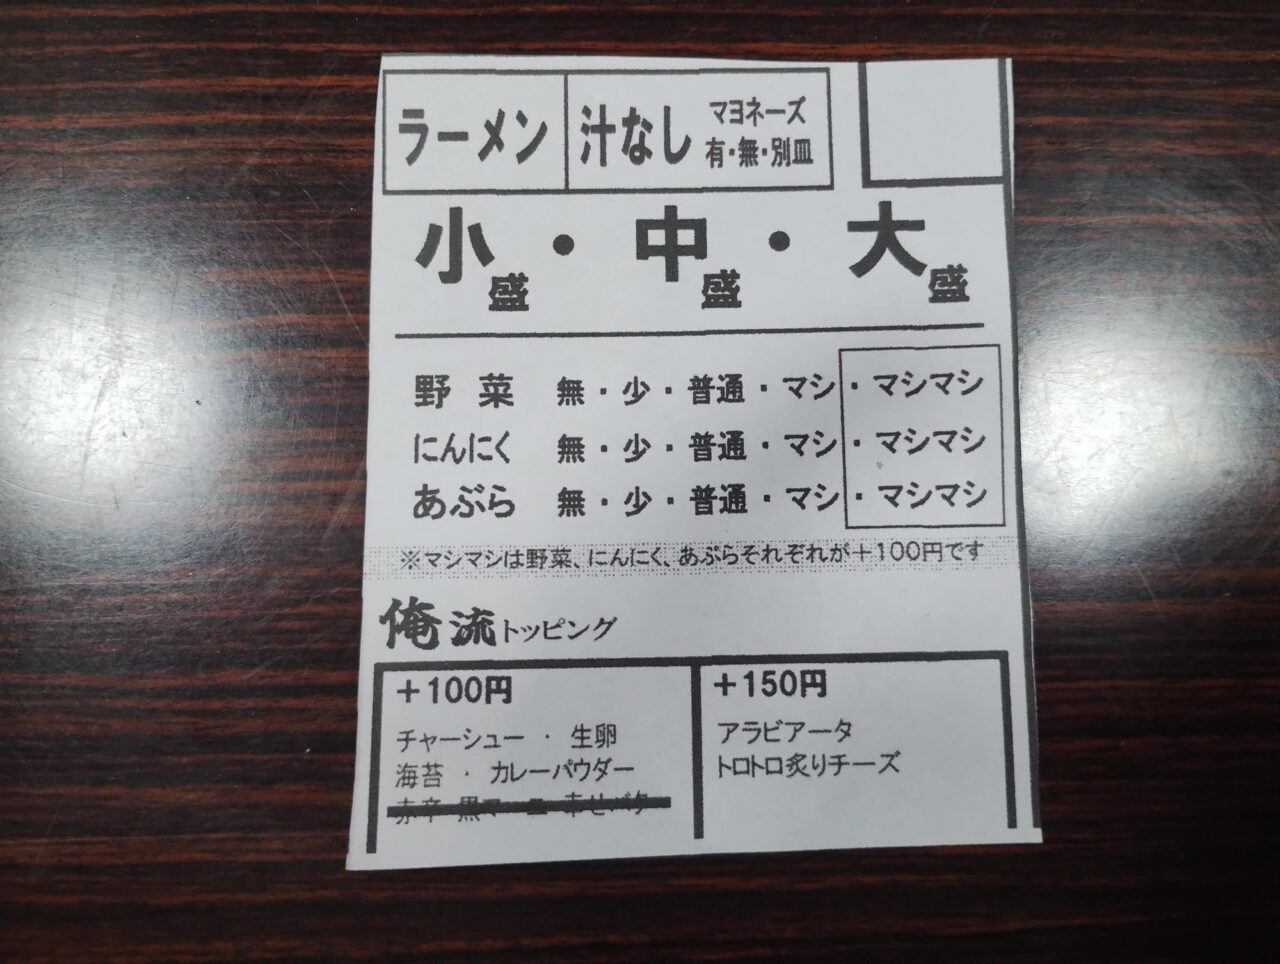 ラーメン 汁なし マヨネーズ
有・無・別皿
小盛・中盛・大盛
野菜 無・少・普通・マシ・マシマシ
にんにく 無・少・普通・マシ・マシマシ
あぶら 無・少・普通・マシ・マシマシ
※マシマシは野菜、にんにく、あぶらそれぞれが＋100円です
俺流トッピング
＋100円
チャーシュー・生卵
海苔・カレーパウダー
＋150円
アラビアータ
トロトロ炙りチーズ